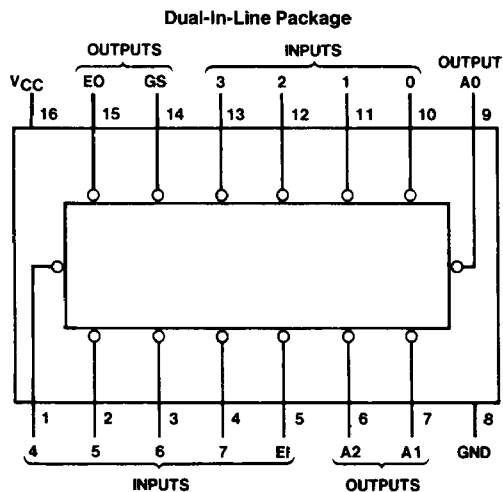 Dual-In-Line Package
OUTPUTS INPUTS OUTPUT
VCC EO GS 3 2 1 0 A0
16 15 14 13 12 11 10 9
1 2 3 4 5 6 7 8
4 5 6 7 EI A2 A1 GND
INPUTS OUTPUTS